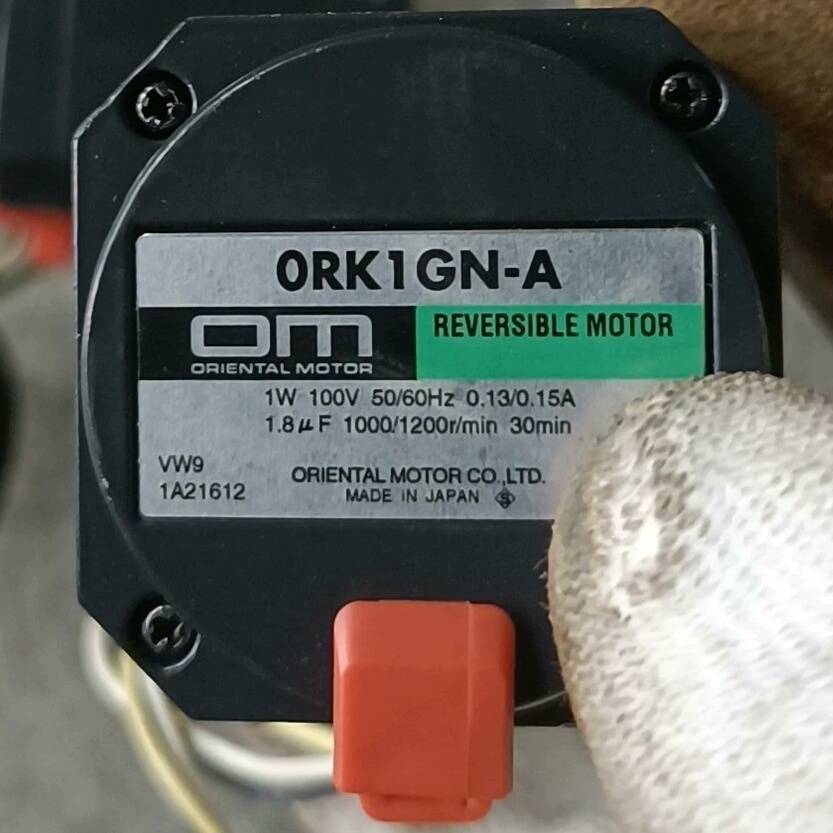 0RK1GN-A
OM
ORIENTAL MOTOR
REVERSIBLE MOTOR
1W 100V 50/60Hz 0.13/0.15A
1.8μF 1000/1200r/min 30min
VW9
1A21612
ORIENTAL MOTOR CO.,LTD.
MADE IN JAPAN S